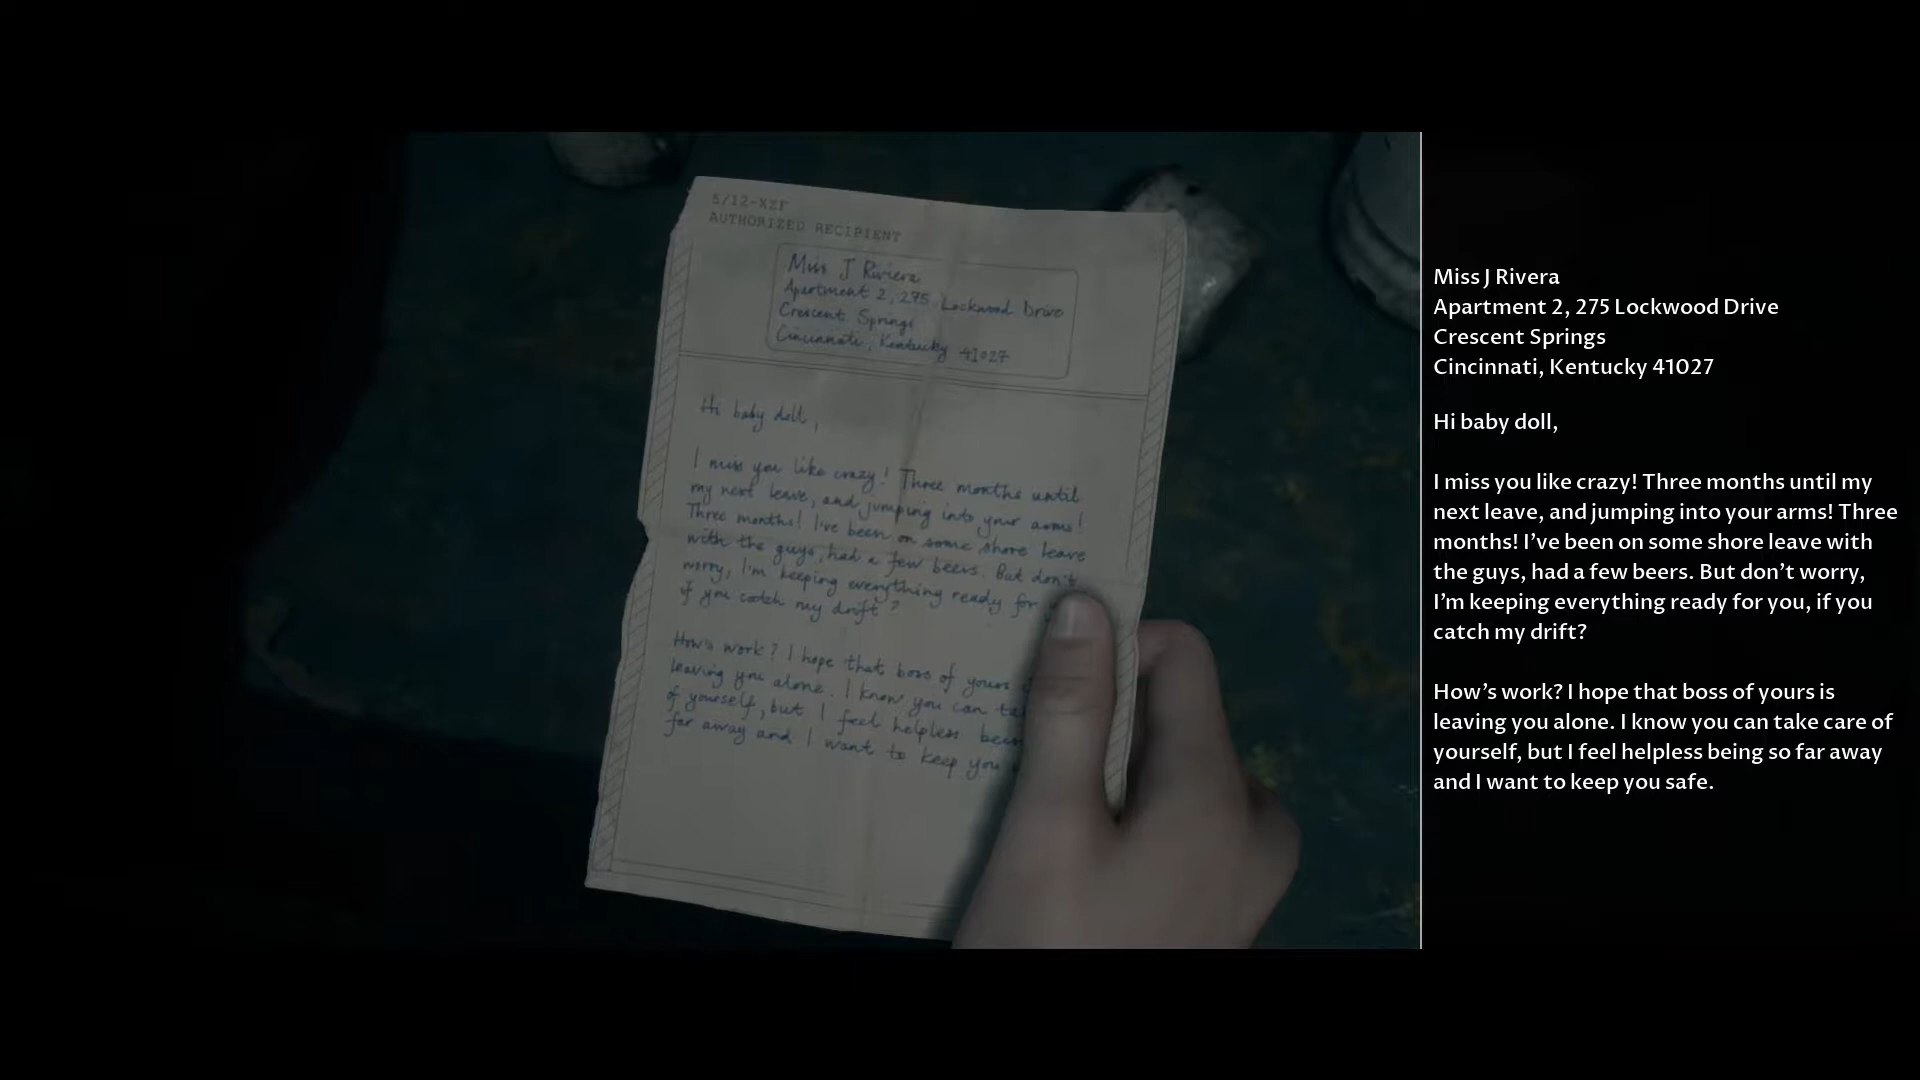 5/12-XZF
AUTHORIZED RECIPIENT
Miss J Riviera
Apartment 2, 275 Lockwood Drive
Crescent Springs
Cincinnati, Kentucky 41027
Hi baby doll,
I miss you like crazy! Three months until
my next leave, and jumping into your arms!
Three months! I've been on some shore leave
with the guys, had a few beers. But don't
worry, I'm keeping everything ready for
if you catch my drift?
How's work? I hope that boss of yours
leaving you alone. I know you can
of yourself, but I feel helpless
far away and I want to keep you
Miss J Rivera
Apartment 2, 275 Lockwood Drive
Crescent Springs
Cincinnati, Kentucky 41027
Hi baby doll,
I miss you like crazy! Three months until my
next leave, and jumping into your arms! Three
months! I've been on some shore leave with
the guys, had a few beers. But don't worry,
I'm keeping everything ready for you, if you
catch my drift?
How's work? I hope that boss of yours is
leaving you alone. I know you can take care of
yourself, but I feel helpless being so far away
and I want to keep you safe.